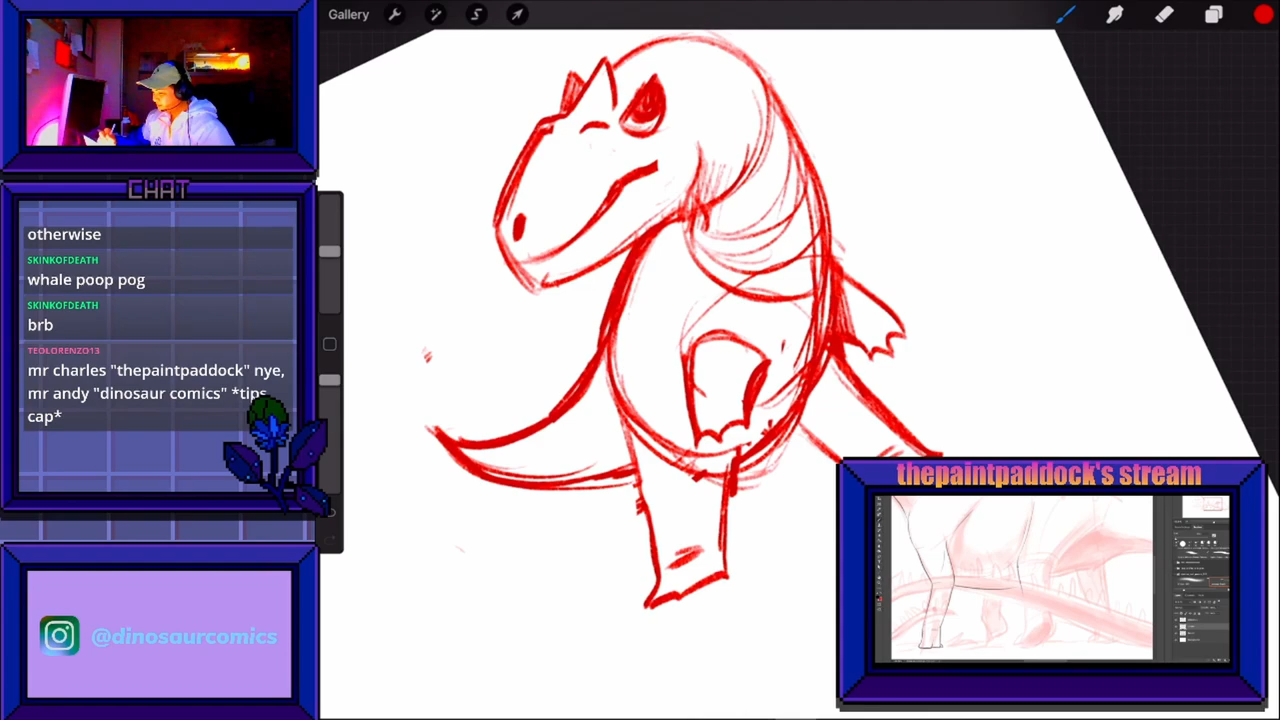 Gallery
CHAT
otherwise
SKINKOFDEATH
whale poop pog
SKINKOFDEATH
brb
TEOLORENZO13
mr charles "thepaintpaddock" nye,
mr andy "dinosaur comics" *tips
cap*
thepaintpaddock's stream
@dinosaurcomics